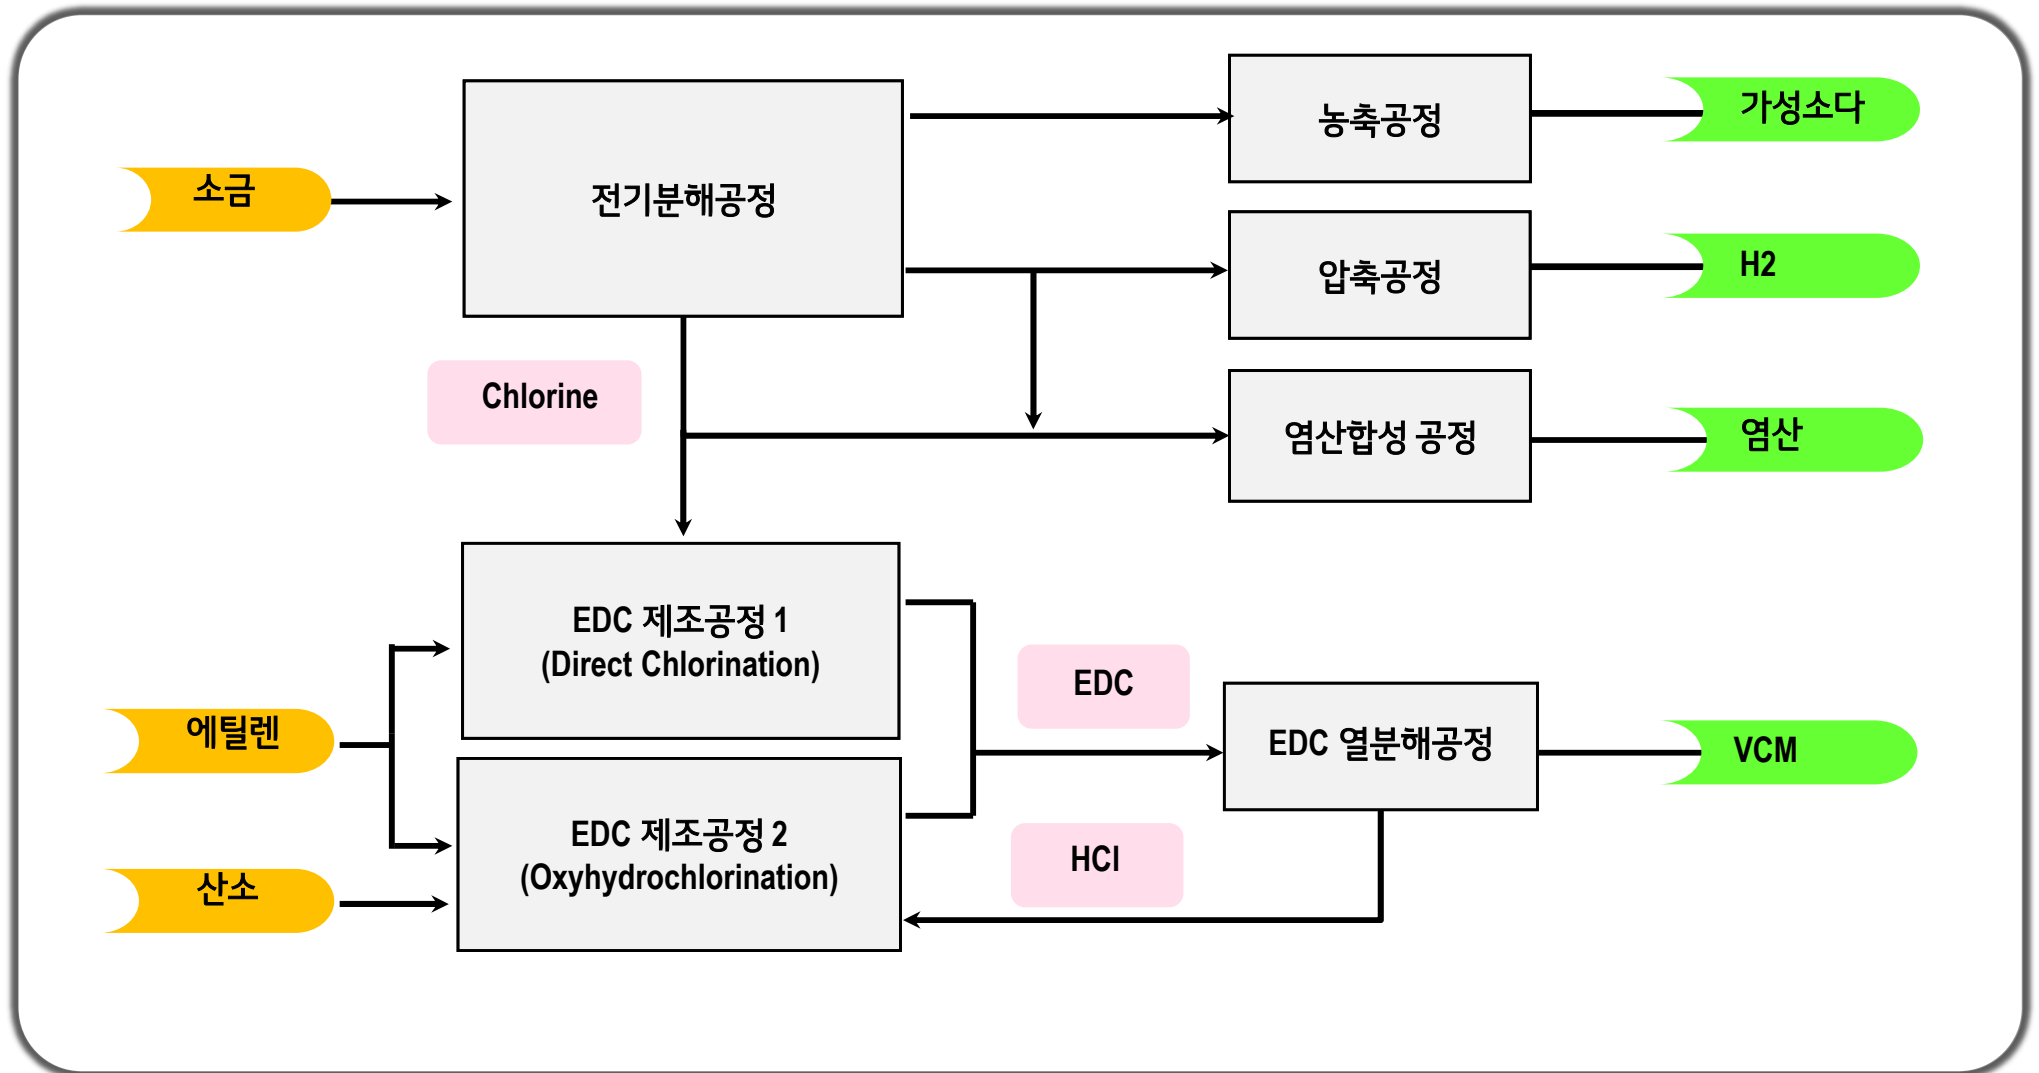 소금
전기분해공정
농축공정
가성소다
압축공정
H2
Chlorine
염산합성 공정
염산
에틸렌
산소
EDC 제조공정 1
(Direct Chlorination)
EDC 제조공정 2
(Oxyhydrochlorination)
EDC
HCl
EDC 열분해공정
VCM